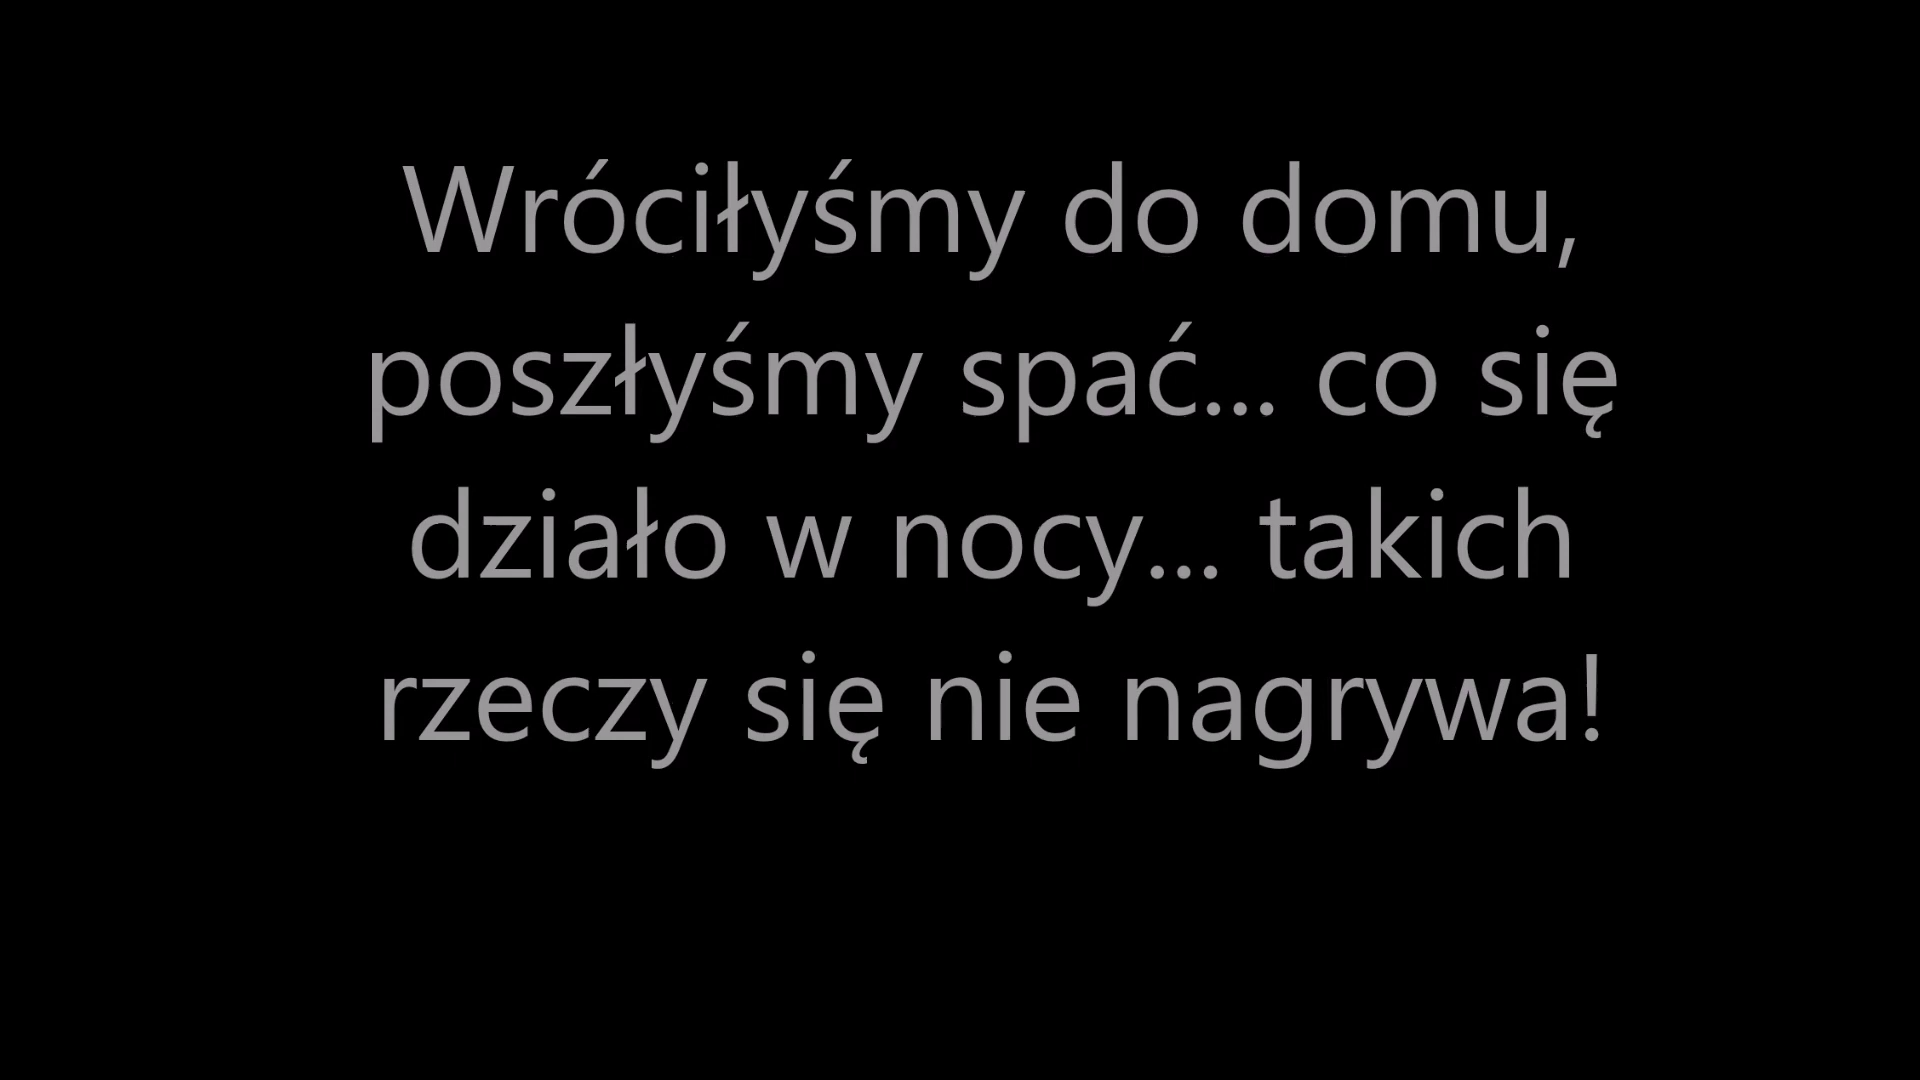 Wróciłyśmy do domu,
poszłyśmy spać... co się
działo w nocy... takich
rzeczy się nie nagrywa!